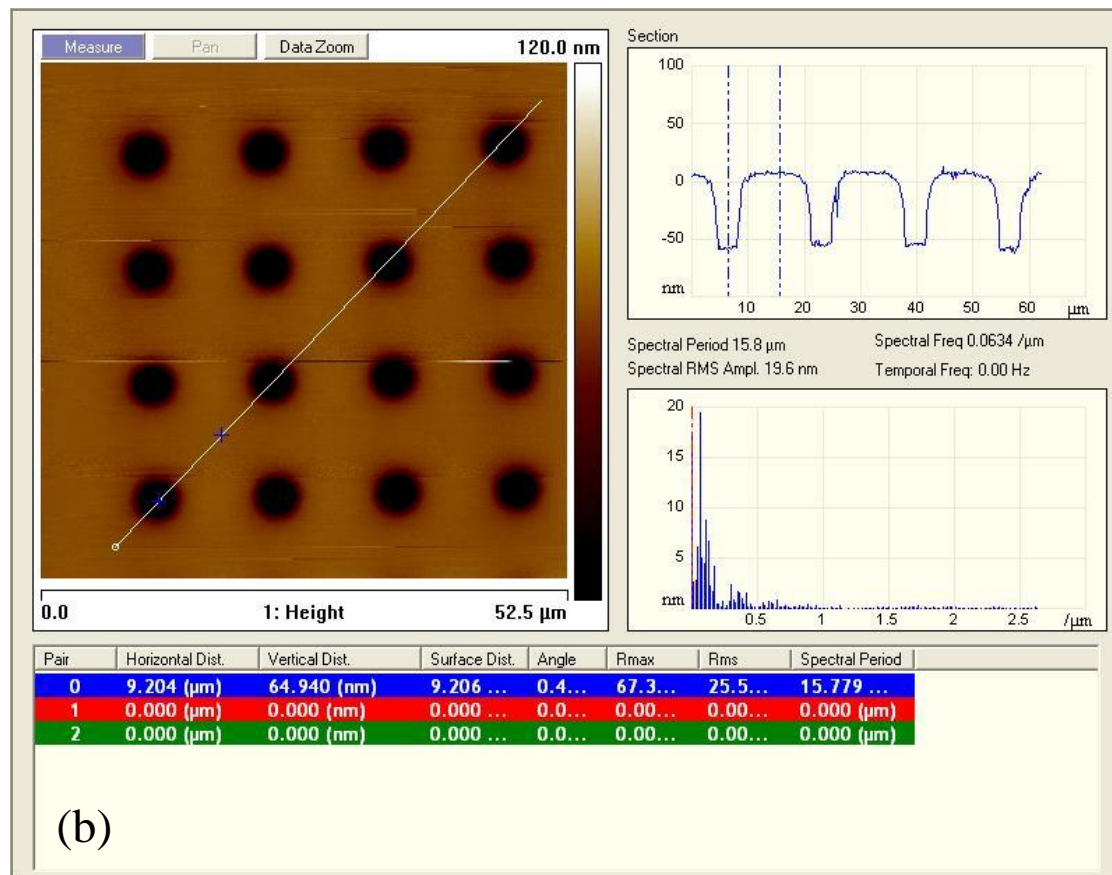 Measure Pan Data Zoom 120.0 nm
0.0 1: Height 52.5 µm
Section
100
50
0
-50
nm
10 20 30 40 50 60 µm
Spectral Period 15.8 µm Spectral Freq 0.0634 /µm
Spectral RMS Ampl. 19.6 nm Temporal Freq: 0.00 Hz
20
15
10
5
nm
0.5 1 1.5 2 2.5 /µm
Pair Horizontal Dist. Vertical Dist. Surface Dist. Angle Rmax Rms Spectral Period
0 9.204 (µm) 64.940 (nm) 9.206 ... 0.4... 67.3... 25.5... 15.779 ...
1 0.000 (µm) 0.000 (nm) 0.000 ... 0.0... 0.00... 0.00... 0.000 (µm)
2 0.000 (µm) 0.000 (nm) 0.000 ... 0.0... 0.00... 0.00... 0.000 (µm)
(b)